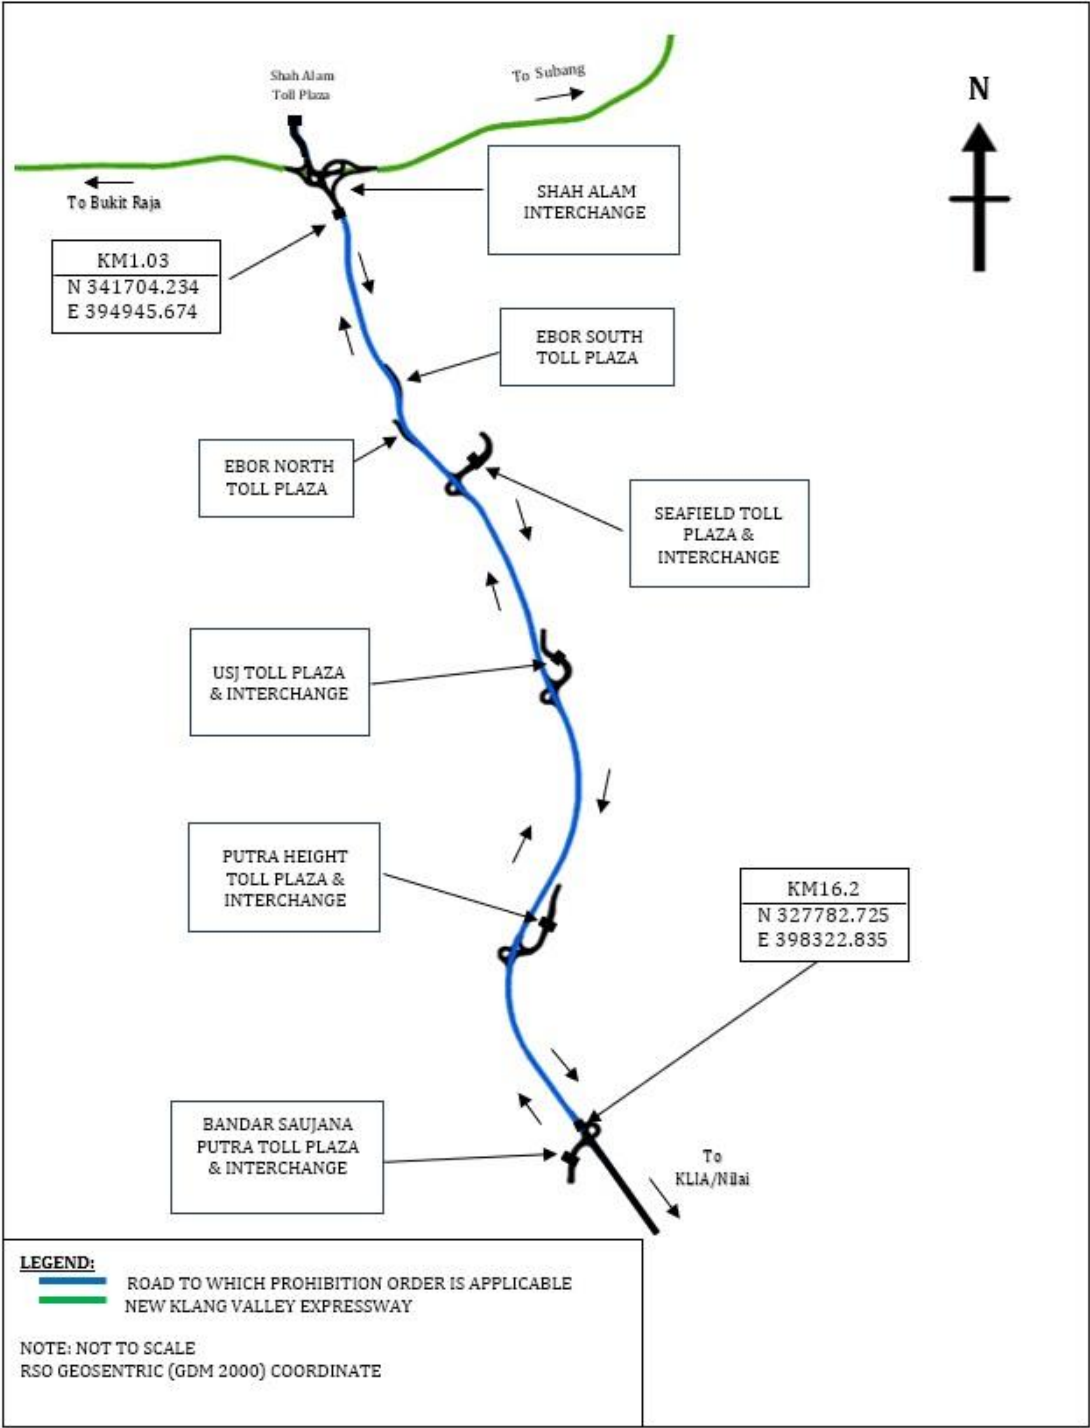 Shah Alam
Toll Plaza
To Subang
N
To Bukit Raja
SHAH ALAM
INTERCHANGE
KM1.03
N 341704.234
E 394945.674
EBOR SOUTH
TOLL PLAZA
EBOR NORTH
TOLL PLAZA
SEAFIELD TOLL
PLAZA &
INTERCHANGE
USJ TOLL PLAZA
& INTERCHANGE
PUTRA HEIGHT
TOLL PLAZA &
INTERCHANGE
KM16.2
N 327782.725
E 398322.835
BANDAR SAUJANA
PUTRA TOLL PLAZA
& INTERCHANGE
To
KLIA/Nilai
LEGEND:
ROAD TO WHICH PROHIBITION ORDER IS APPLICABLE
NEW KLANG VALLEY EXPRESSWAY
NOTE: NOT TO SCALE
RSO GEOSENTRIC (GDM 2000) COORDINATE